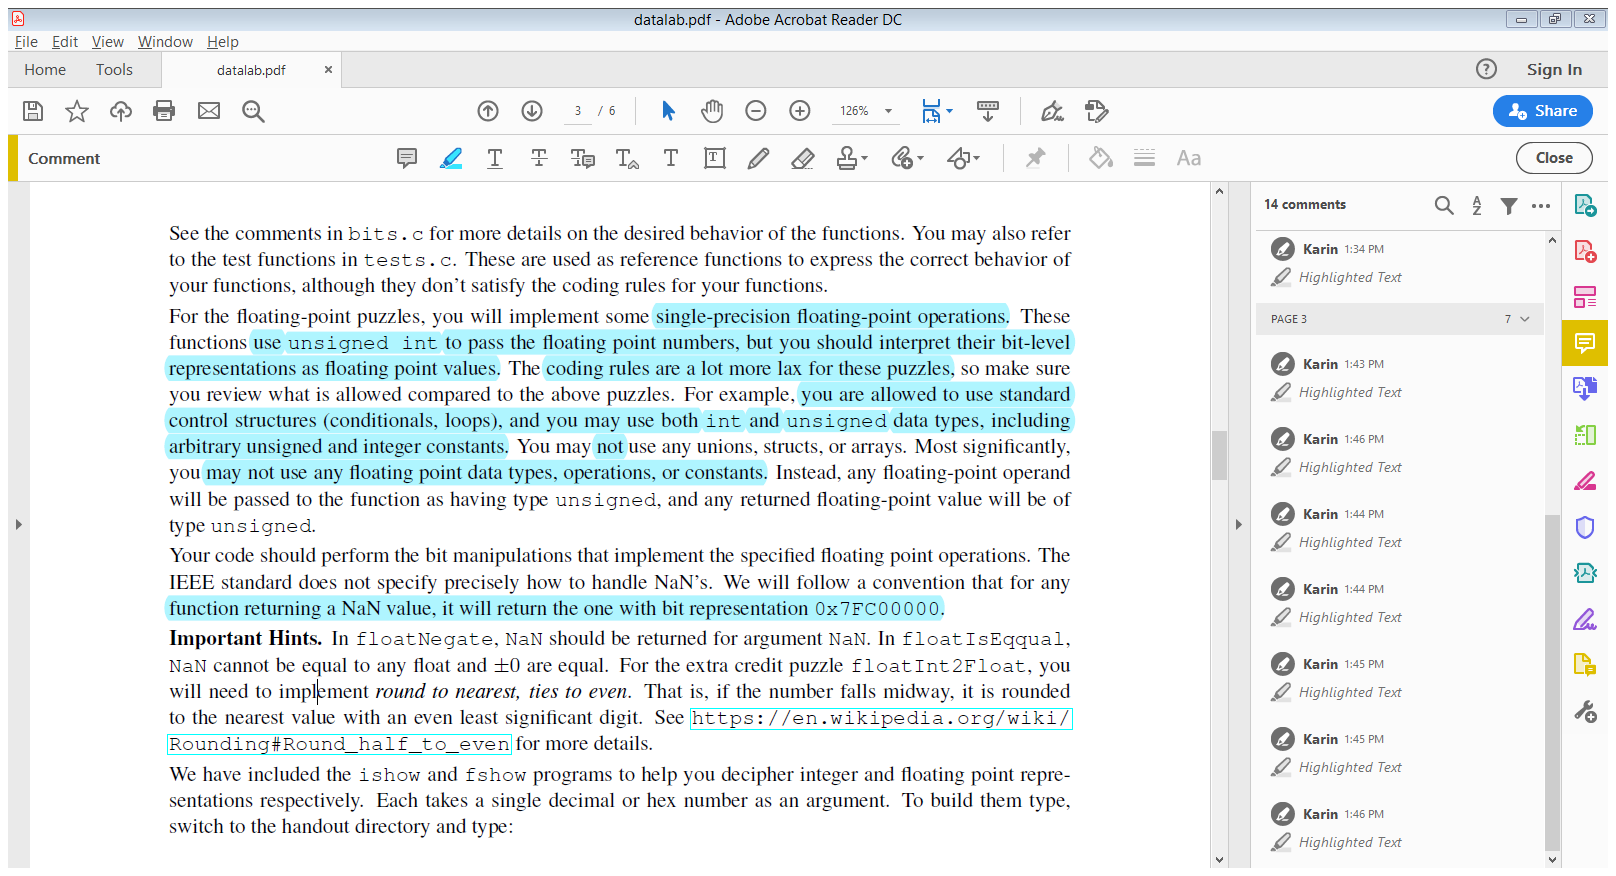 datalab.pdf - Adobe Acrobat Reader DC
File Edit View Window Help
Home Tools datalab.pdf × ? Sign In
3 / 6 126% Share
Comment T T T T T T Aa Close
See the comments in bits.c for more details on the desired behavior of the functions. You may also refer
to the test functions in tests.c. These are used as reference functions to express the correct behavior of
your functions, although they don't satisfy the coding rules for your functions.
For the floating-point puzzles, you will implement some single-precision floating-point operations. These
functions use unsigned int to pass the floating point numbers, but you should interpret their bit-level
representations as floating point values. The coding rules are a lot more lax for these puzzles, so make sure
you review what is allowed compared to the above puzzles. For example, you are allowed to use standard
control structures (conditionals, loops), and you may use both int and unsigned data types, including
arbitrary unsigned and integer constants. You may not use any unions, structs, or arrays. Most significantly,
you may not use any floating point data types, operations, or constants. Instead, any floating-point operand
will be passed to the function as having type unsigned, and any returned floating-point value will be of
type unsigned.
Your code should perform the bit manipulations that implement the specified floating point operations. The
IEEE standard does not specify precisely how to handle NaN's. We will follow a convention that for any
function returning a NaN value, it will return the one with bit representation 0x7FC00000.
Important Hints. In floatNegate, NaN should be returned for argument NaN. In floatIsEqqual,
NaN cannot be equal to any float and ±0 are equal. For the extra credit puzzle floatInt2Float, you
will need to implement round to nearest, ties to even. That is, if the number falls midway, it is rounded
to the nearest value with an even least significant digit. See https://en.wikipedia.org/wiki/
Rounding#Round_half_to_even for more details.
We have included the ishow and fshow programs to help you decipher integer and floating point repre-
sentations respectively. Each takes a single decimal or hex number as an argument. To build them type,
switch to the handout directory and type:
14 comments A Z
Karin 1:34 PM
Highlighted Text
PAGE 3 7
Karin 1:43 PM
Highlighted Text
Karin 1:46 PM
Highlighted Text
Karin 1:44 PM
Highlighted Text
Karin 1:44 PM
Highlighted Text
Karin 1:45 PM
Highlighted Text
Karin 1:45 PM
Highlighted Text
Karin 1:46 PM
Highlighted Text